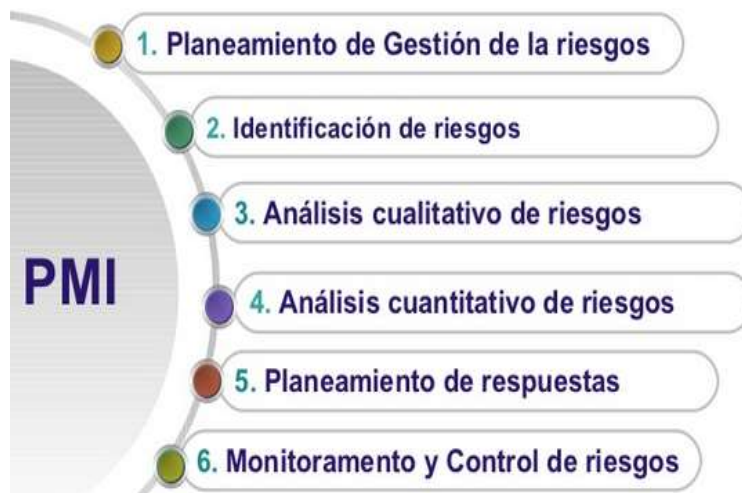 1. Planeamiento de Gestión de la riesgos
2. Identificación de riesgos
3. Análisis cualitativo de riesgos
PMI
4. Análisis cuantitativo de riesgos
5. Planeamiento de respuestas
6. Monitoramento y Control de riesgos